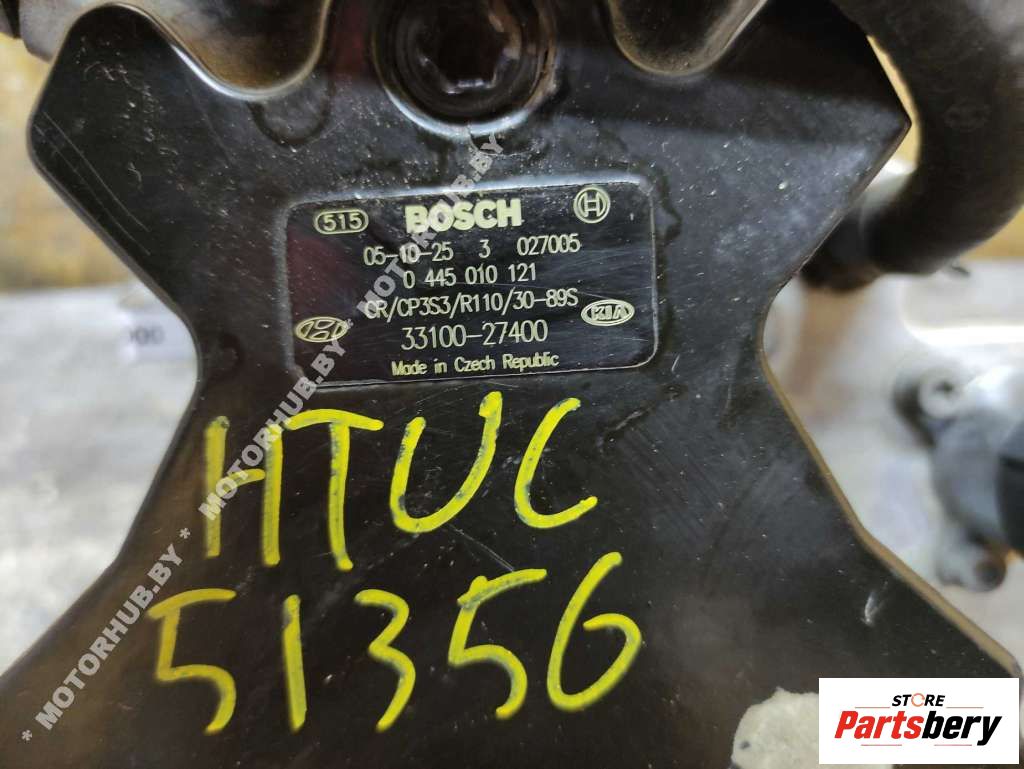 515 BOSCH H
05-10-25 3 027005
0 445 010 121
CR/CP3S3/R110/30-89S
KIA
33100-27400
Made in Czech Republic
HTUC
51356
* MOTORHUB.BY * MOTORHUB.BY * MOTORHUB.BY
STORE
Partsbery